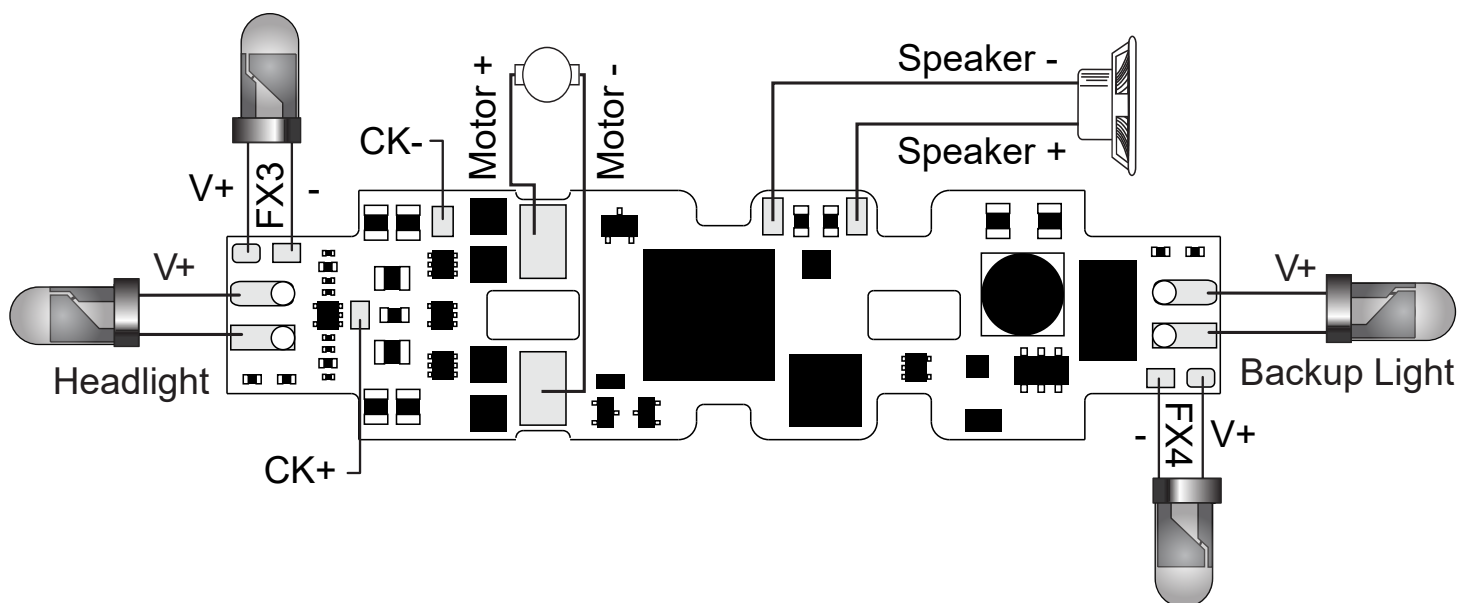 Speaker -
Motor +
Motor -
CK-
Speaker +
V+
FX3
-
V+
V+
Headlight
Backup Light
CK+
-
FX4
V+